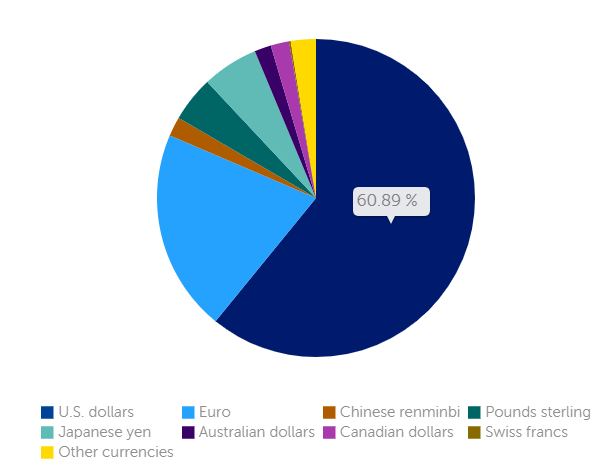 60.89 %
U.S. dollars Euro Chinese renminbi Pounds sterling
Japanese yen Australian dollars Canadian dollars Swiss francs
Other currencies